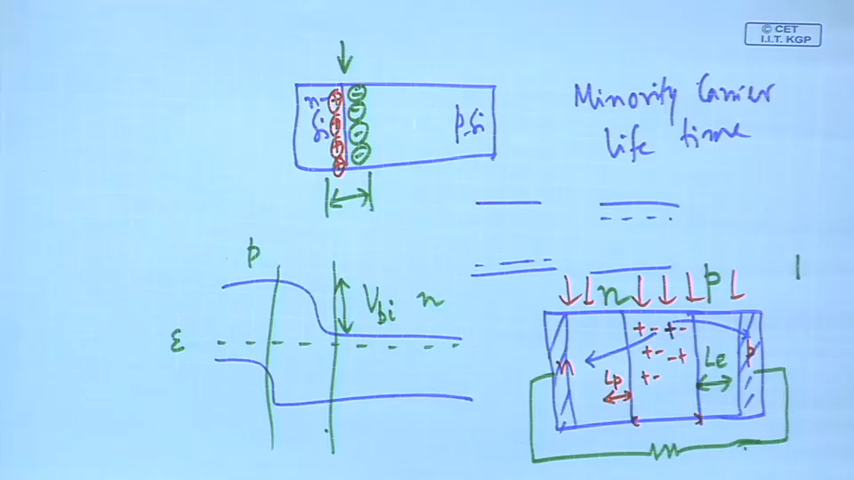 © CET
I.I.T. KGP
n-
Si
p-Si
Minority Carrier
life time
p
Vbi
n
ε
n
p
Lp
Le